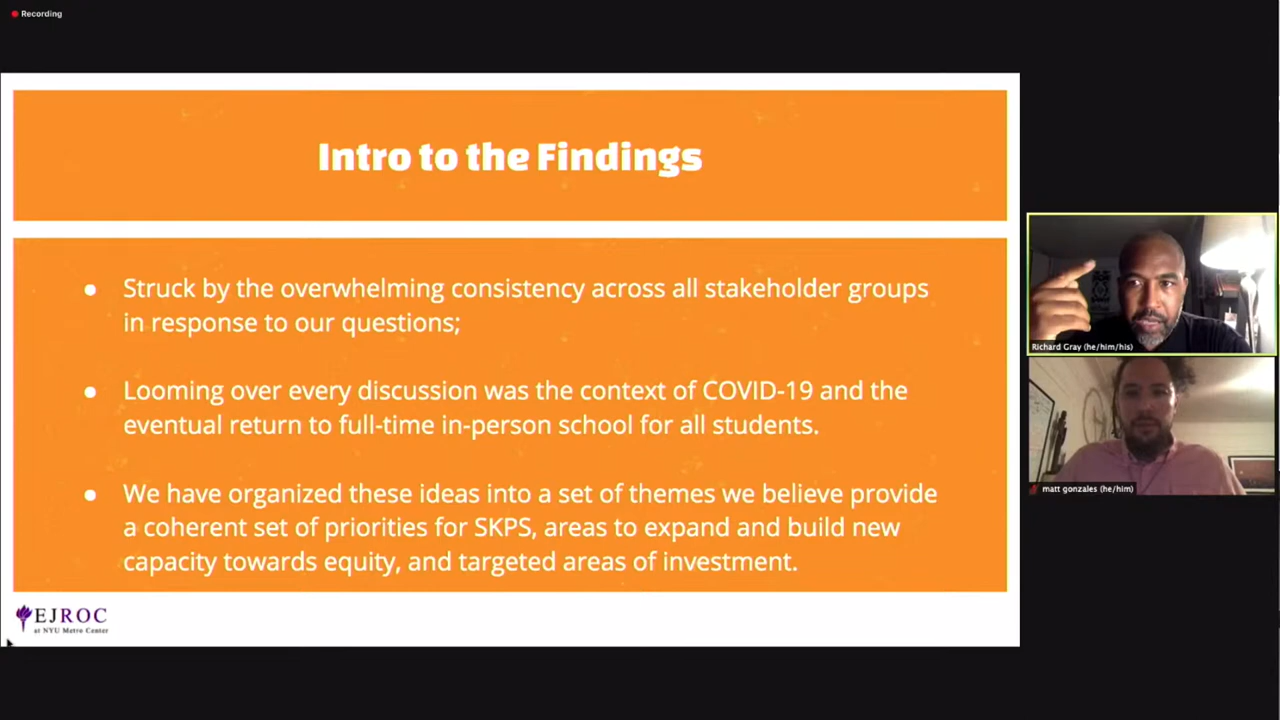 Recording
Intro to the Findings
● Struck by the overwhelming consistency across all stakeholder groups
in response to our questions;
● Looming over every discussion was the context of COVID-19 and the
eventual return to full-time in-person school for all students.
● We have organized these ideas into a set of themes we believe provide
a coherent set of priorities for SKPS, areas to expand and build new
capacity towards equity, and targeted areas of investment.
Richard Gray (he/him/his)
matt gonzales (he/him)
EJROC
at NYU Metro Center